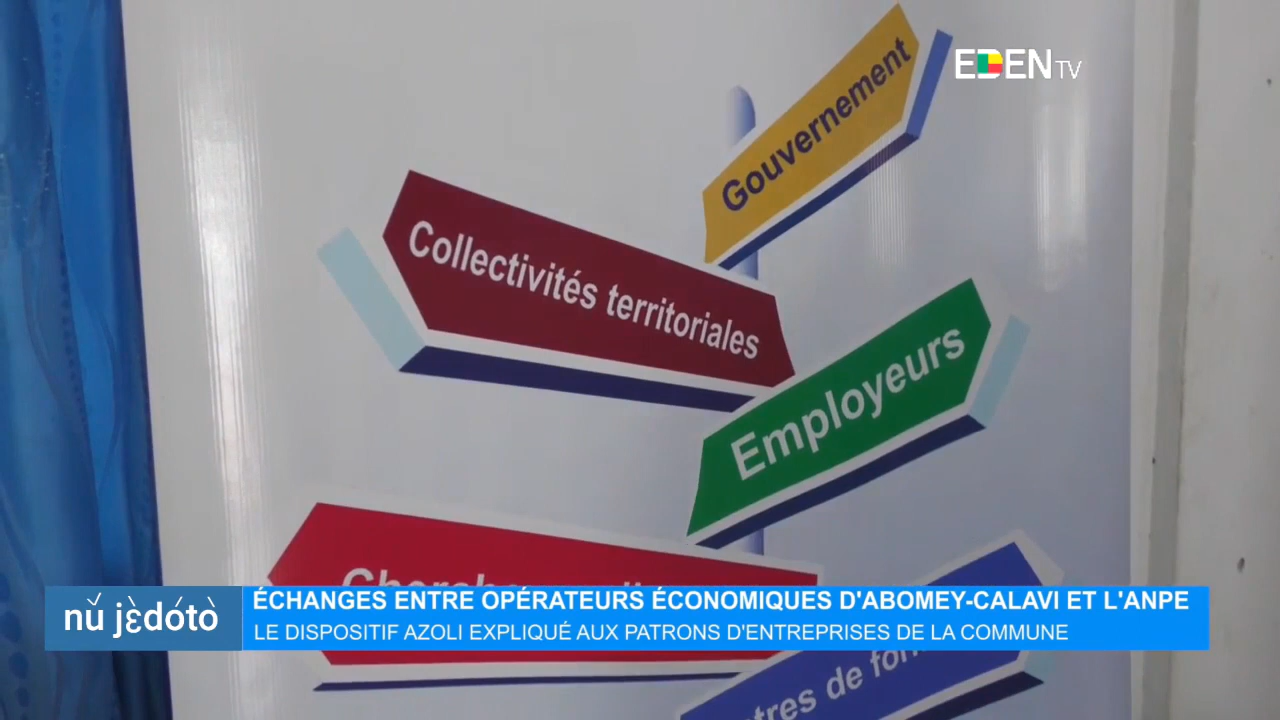 EDEN TV
Gouvernement
Collectivités territoriales
Employeurs
nǔ jɛ̀dótò
ÉCHANGES ENTRE OPÉRATEURS ÉCONOMIQUES D'ABOMEY-CALAVI ET L'ANPE
LE DISPOSITIF AZOLI EXPLIQUÉ AUX PATRONS D'ENTREPRISES DE LA COMMUNE
de